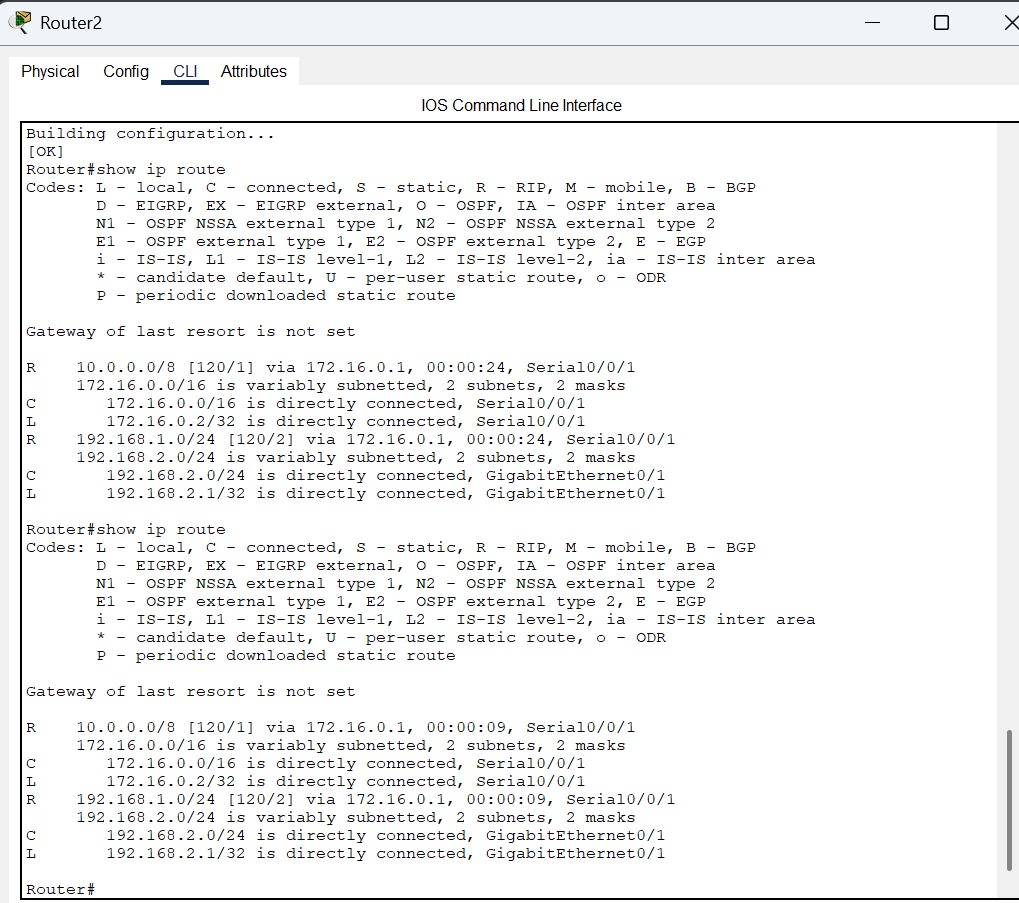 Router2
Physical Config CLI Attributes
IOS Command Line Interface
Building configuration...
[OK]
Router#show ip route
Codes: L - local, C - connected, S - static, R - RIP, M - mobile, B - BGP
       D - EIGRP, EX - EIGRP external, O - OSPF, IA - OSPF inter area
       N1 - OSPF NSSA external type 1, N2 - OSPF NSSA external type 2
       E1 - OSPF external type 1, E2 - OSPF external type 2, E - EGP
       i - IS-IS, L1 - IS-IS level-1, L2 - IS-IS level-2, ia - IS-IS inter area
       * - candidate default, U - per-user static route, o - ODR
       P - periodic downloaded static route
Gateway of last resort is not set
R    10.0.0.0/8 [120/1] via 172.16.0.1, 00:00:24, Serial0/0/1
     172.16.0.0/16 is variably subnetted, 2 subnets, 2 masks
C       172.16.0.0/16 is directly connected, Serial0/0/1
L       172.16.0.2/32 is directly connected, Serial0/0/1
R    192.168.1.0/24 [120/2] via 172.16.0.1, 00:00:24, Serial0/0/1
     192.168.2.0/24 is variably subnetted, 2 subnets, 2 masks
C       192.168.2.0/24 is directly connected, GigabitEthernet0/1
L       192.168.2.1/32 is directly connected, GigabitEthernet0/1
Router#show ip route
Codes: L - local, C - connected, S - static, R - RIP, M - mobile, B - BGP
       D - EIGRP, EX - EIGRP external, O - OSPF, IA - OSPF inter area
       N1 - OSPF NSSA external type 1, N2 - OSPF NSSA external type 2
       E1 - OSPF external type 1, E2 - OSPF external type 2, E - EGP
       i - IS-IS, L1 - IS-IS level-1, L2 - IS-IS level-2, ia - IS-IS inter area
       * - candidate default, U - per-user static route, o - ODR
       P - periodic downloaded static route
Gateway of last resort is not set
R    10.0.0.0/8 [120/1] via 172.16.0.1, 00:00:09, Serial0/0/1
     172.16.0.0/16 is variably subnetted, 2 subnets, 2 masks
C       172.16.0.0/16 is directly connected, Serial0/0/1
L       172.16.0.2/32 is directly connected, Serial0/0/1
R    192.168.1.0/24 [120/2] via 172.16.0.1, 00:00:09, Serial0/0/1
     192.168.2.0/24 is variably subnetted, 2 subnets, 2 masks
C       192.168.2.0/24 is directly connected, GigabitEthernet0/1
L       192.168.2.1/32 is directly connected, GigabitEthernet0/1
Router#